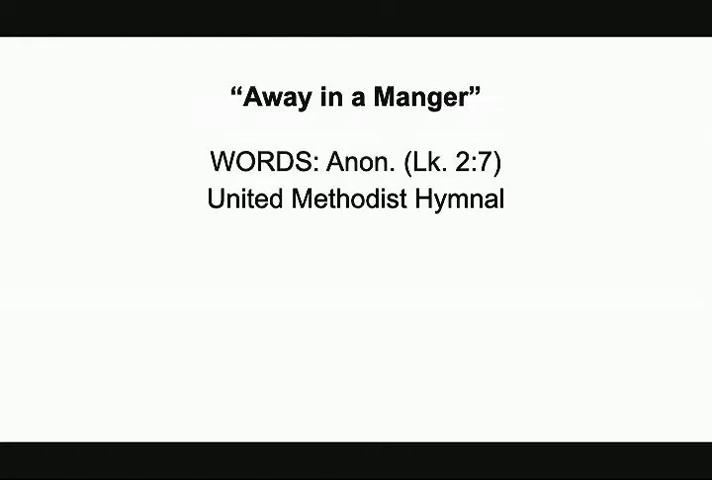 “Away in a Manger”
WORDS: Anon. (Lk. 2:7)
United Methodist Hymnal